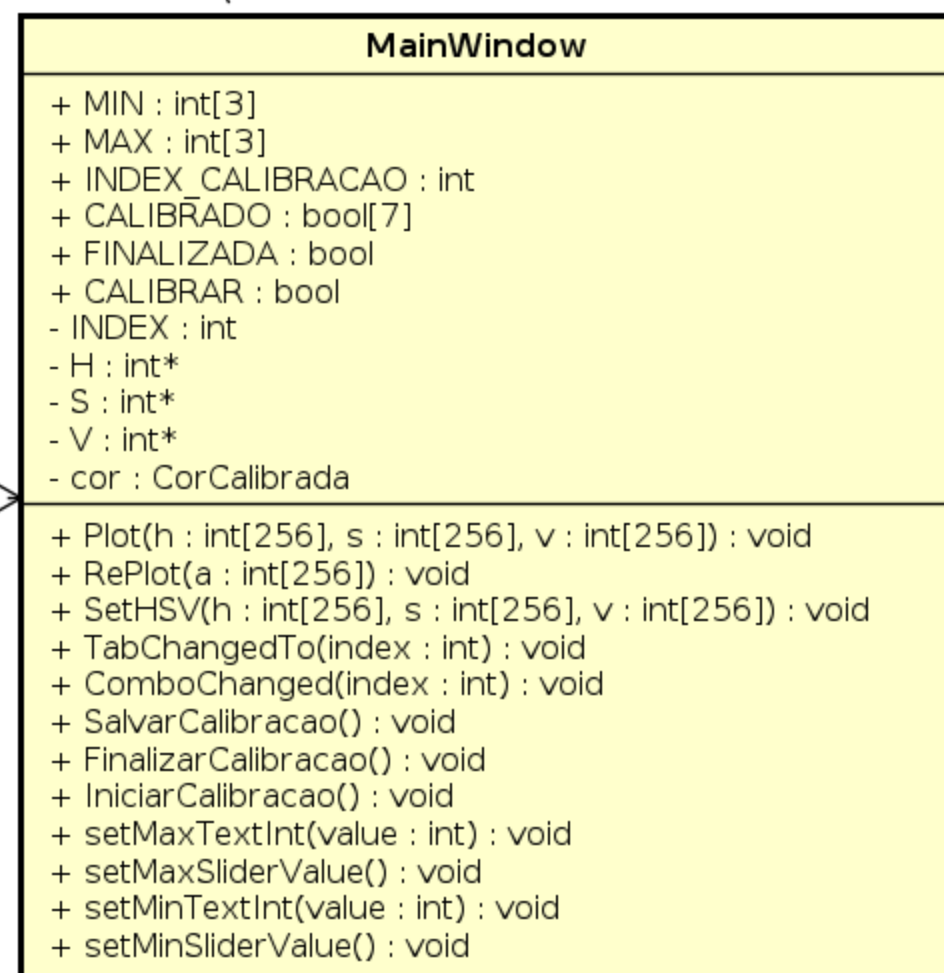 MainWindow
+ MIN : int[3]
+ MAX : int[3]
+ INDEX_CALIBRACAO : int
+ CALIBRADO : bool[7]
+ FINALIZADA : bool
+ CALIBRAR : bool
- INDEX : int
- H : int*
- S : int*
- V : int*
- cor : CorCalibrada
+ Plot(h : int[256], s : int[256], v : int[256]) : void
+ RePlot(a : int[256]) : void
+ SetHSV(h : int[256], s : int[256], v : int[256]) : void
+ TabChangedTo(index : int) : void
+ ComboChanged(index : int) : void
+ SalvarCalibracao() : void
+ FinalizarCalibracao() : void
+ IniciarCalibracao() : void
+ setMaxTextInt(value : int) : void
+ setMaxSliderValue() : void
+ setMinTextInt(value : int) : void
+ setMinSliderValue() : void